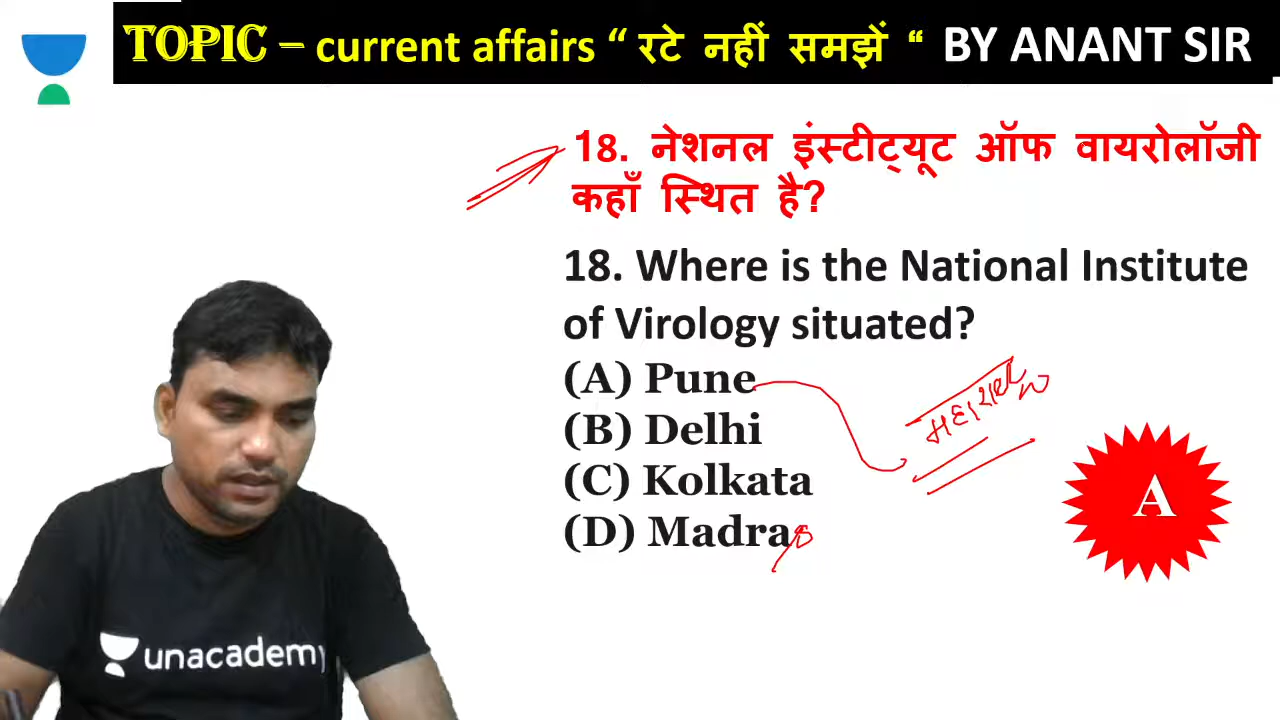 TOPIC – current affairs “ रटे नहीं समझें “ BY ANANT SIR
18. नेशनल इंस्टीट्यूट ऑफ वायरोलॉजी
कहाँ स्थित है?
18. Where is the National Institute
of Virology situated?
(A) Pune
(B) Delhi
(C) Kolkata
(D) Madras
महाराष्ट्र
A
unacademy